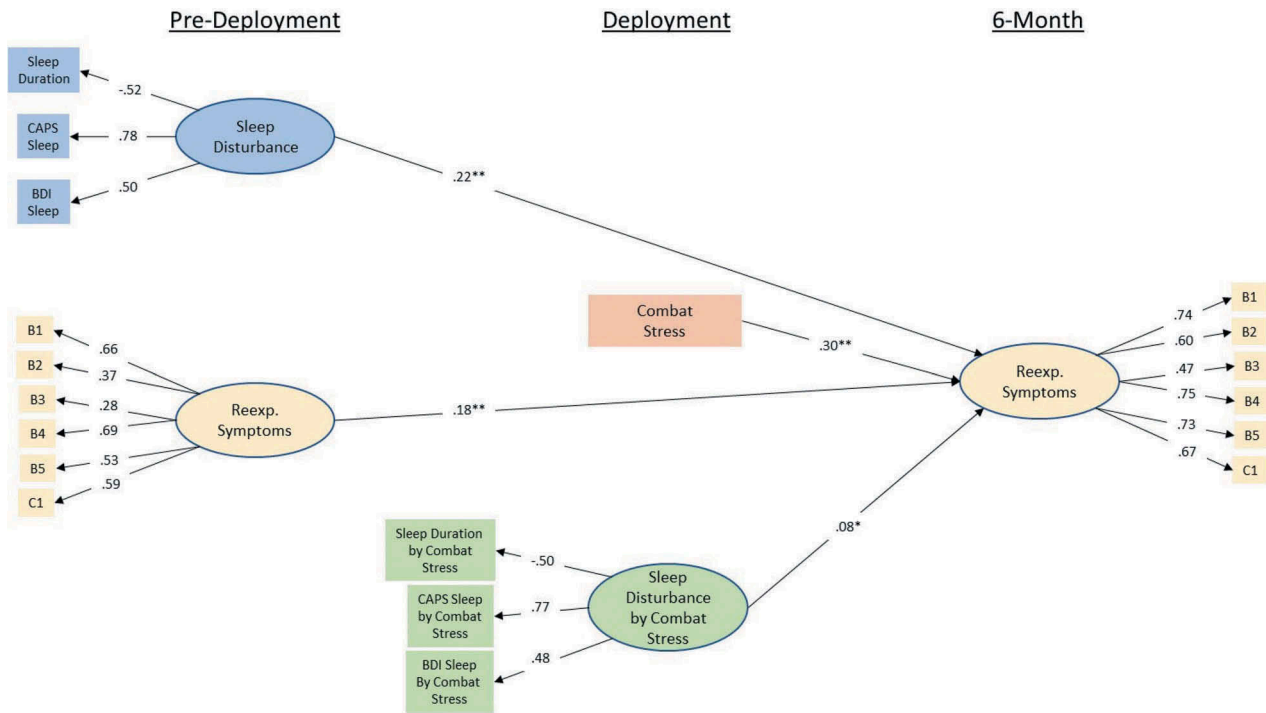 Pre-Deployment
Deployment
6-Month
Sleep
Duration
-.52
CAPS
Sleep
.78
BDI
Sleep
.50
Sleep
Disturbance
.22**
Combat
Stress
.30**
B1
.66
B2
.37
B3
.28
B4
.69
B5
.53
C1
.59
Reexp.
Symptoms
.18**
Reexp.
Symptoms
.74
B1
.60
B2
.47
B3
.75
B4
.73
B5
.67
C1
Sleep Duration
by Combat
Stress
-.50
CAPS Sleep
by Combat
Stress
.77
BDI Sleep
By Combat
Stress
.48
Sleep
Disturbance
by Combat
Stress
.08*